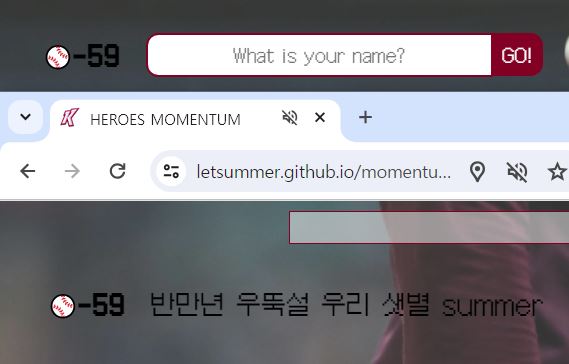 -59 What is your name? GO!
HEROES MOMENTUM
letsummer.github.io/momentu...
-59 반만년 우뚝설 우리 샛별 summer